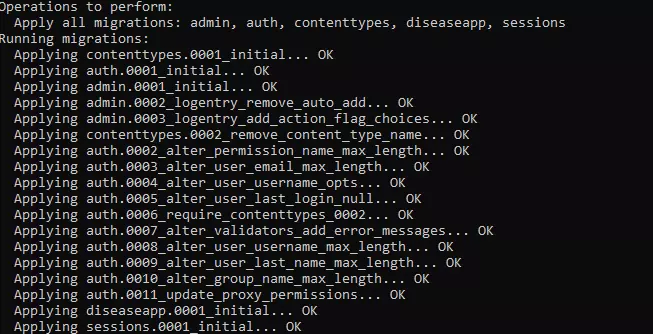 Operations to perform:
  Apply all migrations: admin, auth, contenttypes, diseaseapp, sessions
Running migrations:
  Applying contenttypes.0001_initial... OK
  Applying auth.0001_initial... OK
  Applying admin.0001_initial... OK
  Applying admin.0002_logentry_remove_auto_add... OK
  Applying admin.0003_logentry_add_action_flag_choices... OK
  Applying contenttypes.0002_remove_content_type_name... OK
  Applying auth.0002_alter_permission_name_max_length... OK
  Applying auth.0003_alter_user_email_max_length... OK
  Applying auth.0004_alter_user_username_opts... OK
  Applying auth.0005_alter_user_last_login_null... OK
  Applying auth.0006_require_contenttypes_0002... OK
  Applying auth.0007_alter_validators_add_error_messages... OK
  Applying auth.0008_alter_user_username_max_length... OK
  Applying auth.0009_alter_user_last_name_max_length... OK
  Applying auth.0010_alter_group_name_max_length... OK
  Applying auth.0011_update_proxy_permissions... OK
  Applying diseaseapp.0001_initial... OK
  Applying sessions.0001_initial... OK